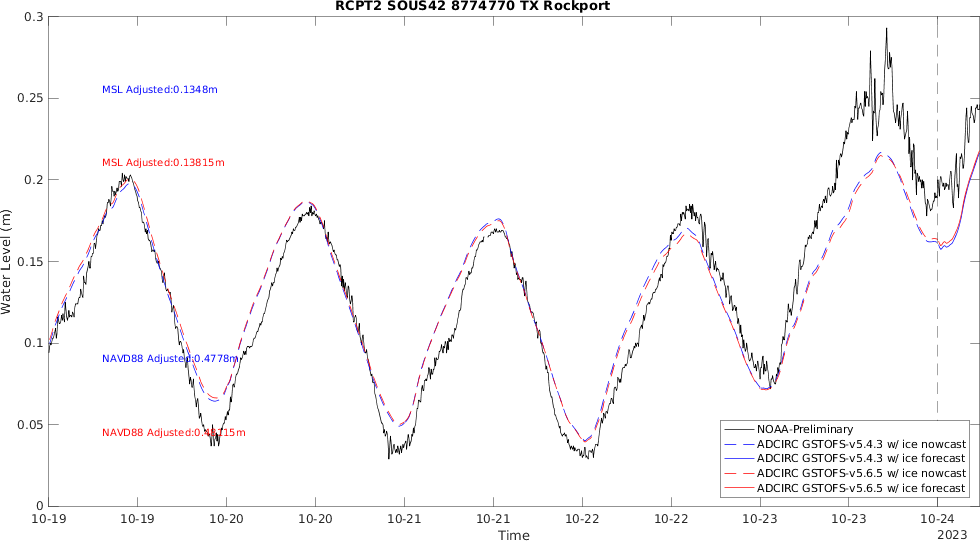 RCPT2 SOUS42 8774770 TX Rockport
0.3
0.25
0.2
0.15
0.1
0.05
0
Water Level (m)
MSL Adjusted:0.1348m
MSL Adjusted:0.13815m
NAVD88 Adjusted:0.4778m
NAVD88 Adjusted:
NOAA-Preliminary
ADCIRC GSTOFS-v5.4.3 w/ ice nowcast
ADCIRC GSTOFS-v5.4.3 w/ ice forecast
ADCIRC GSTOFS-v5.6.5 w/ ice nowcast
ADCIRC GSTOFS-v5.6.5 w/ ice forecast
10-19 10-19 10-20 10-20 10-21 10-21 10-22 10-22 10-23 10-23 10-24
Time
2023